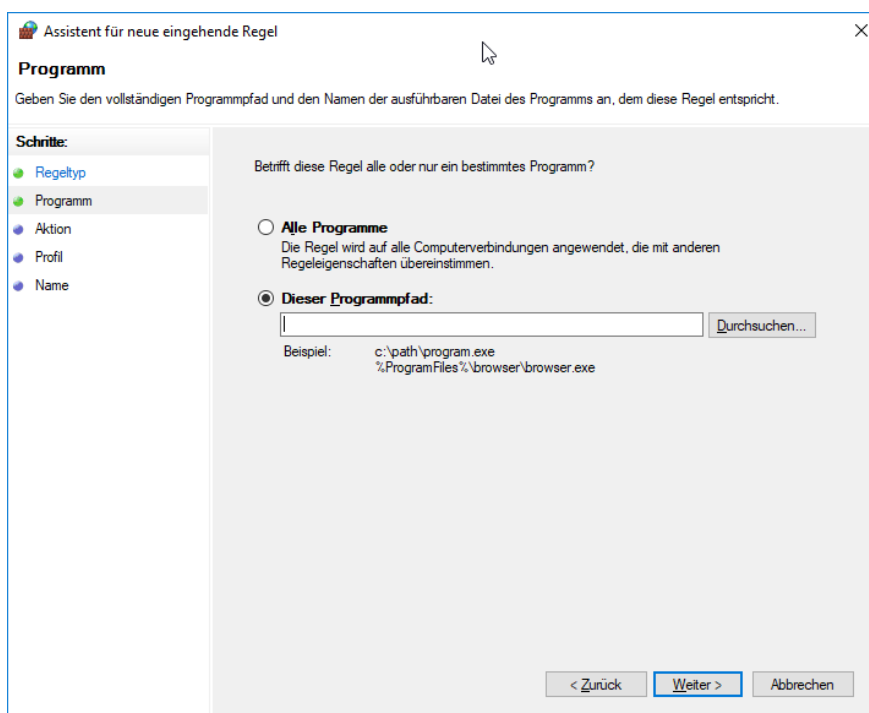 Assistent für neue eingehende Regel
Programm
Geben Sie den vollständigen Programmpfad und den Namen der ausführbaren Datei des Programms an, dem diese Regel entspricht.
Schritte:
Regeltyp
Programm
Aktion
Profil
Name
Betrifft diese Regel alle oder nur ein bestimmtes Programm?
Alle Programme
Die Regel wird auf alle Computerverbindungen angewendet, die mit anderen
Regeleigenschaften übereinstimmen.
Dieser Programmpfad:
Durchsuchen...
Beispiel: c:\path\program.exe
%ProgramFiles%\browser\browser.exe
< Zurück Weiter > Abbrechen